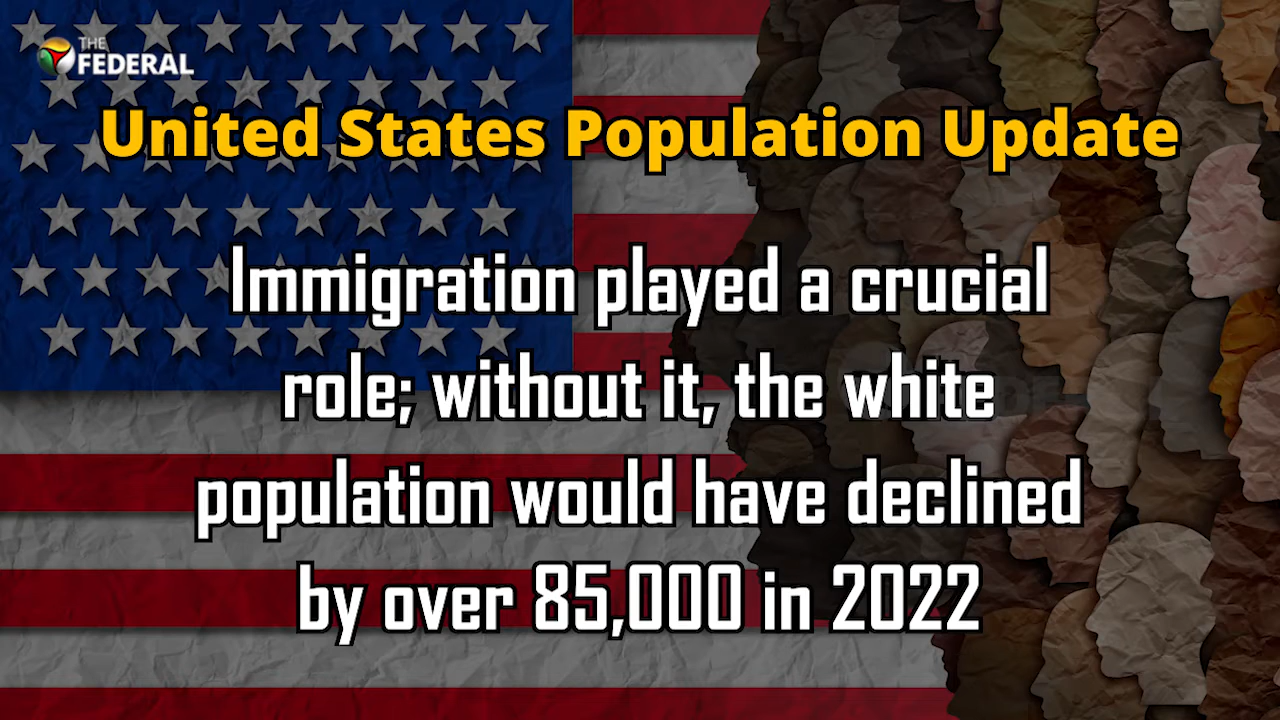 THE
FEDERAL
United States Population Update
Immigration played a crucial
role; without it, the white
population would have declined
by over 85,000 in 2022